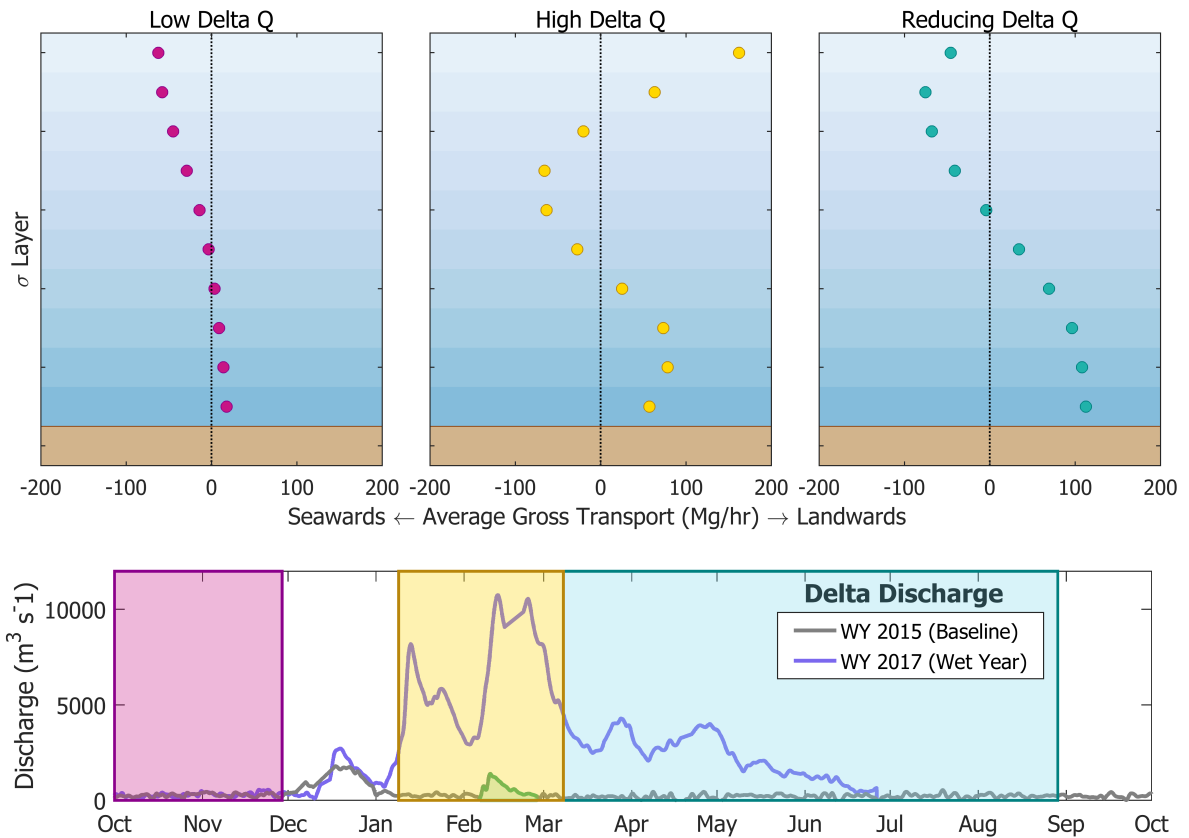 Low Delta Q
High Delta Q
Reducing Delta Q
σ Layer
-200 -100 0 100 200
-200 -100 0 100 200
-200 -100 0 100 200
Seawards ← Average Gross Transport (Mg/hr) → Landwards
Discharge (m³ s⁻¹)
10000
5000
0
Delta Discharge
WY 2015 (Baseline)
WY 2017 (Wet Year)
Oct Nov Dec Jan Feb Mar Apr May Jun Jul Aug Sep Oct